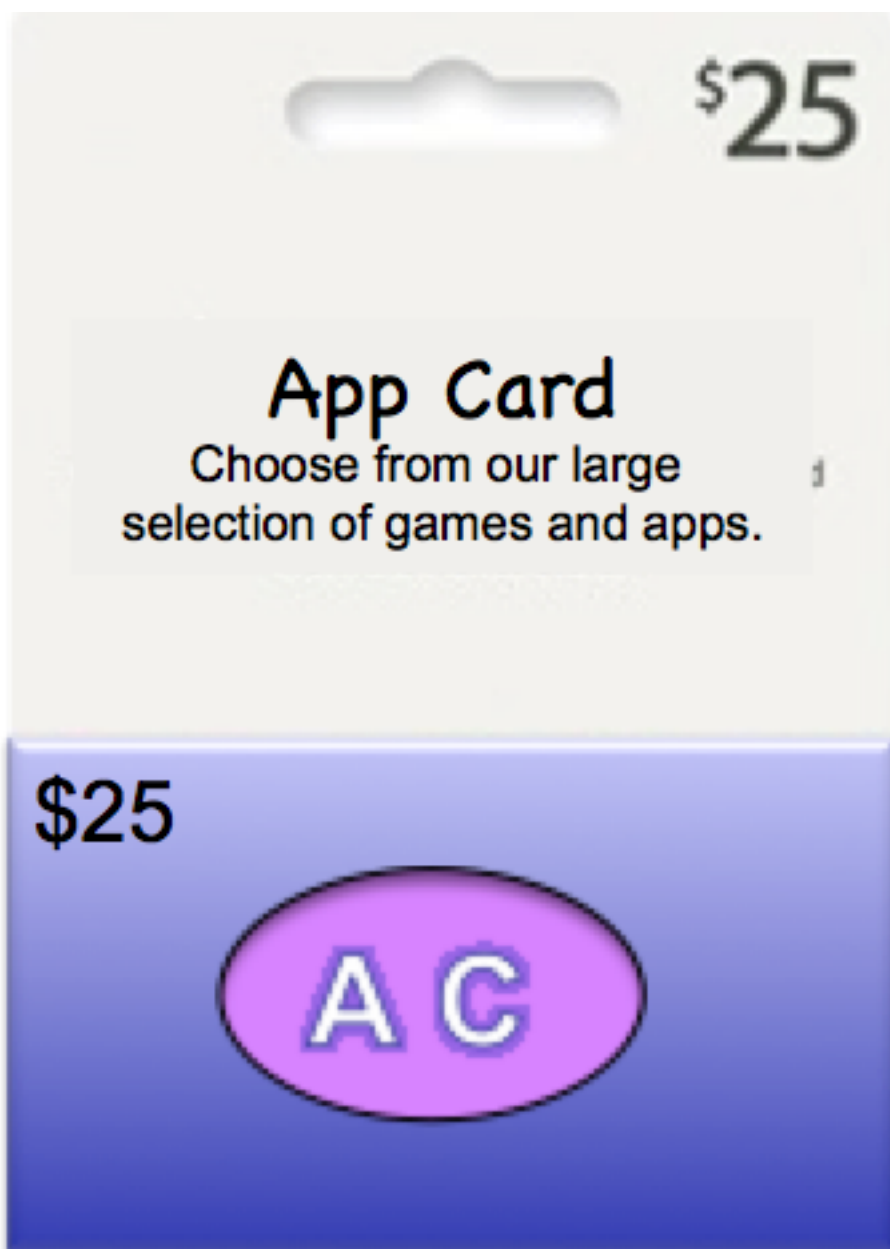 $25
App Card
Choose from our large
selection of games and apps.
d
$25
A C